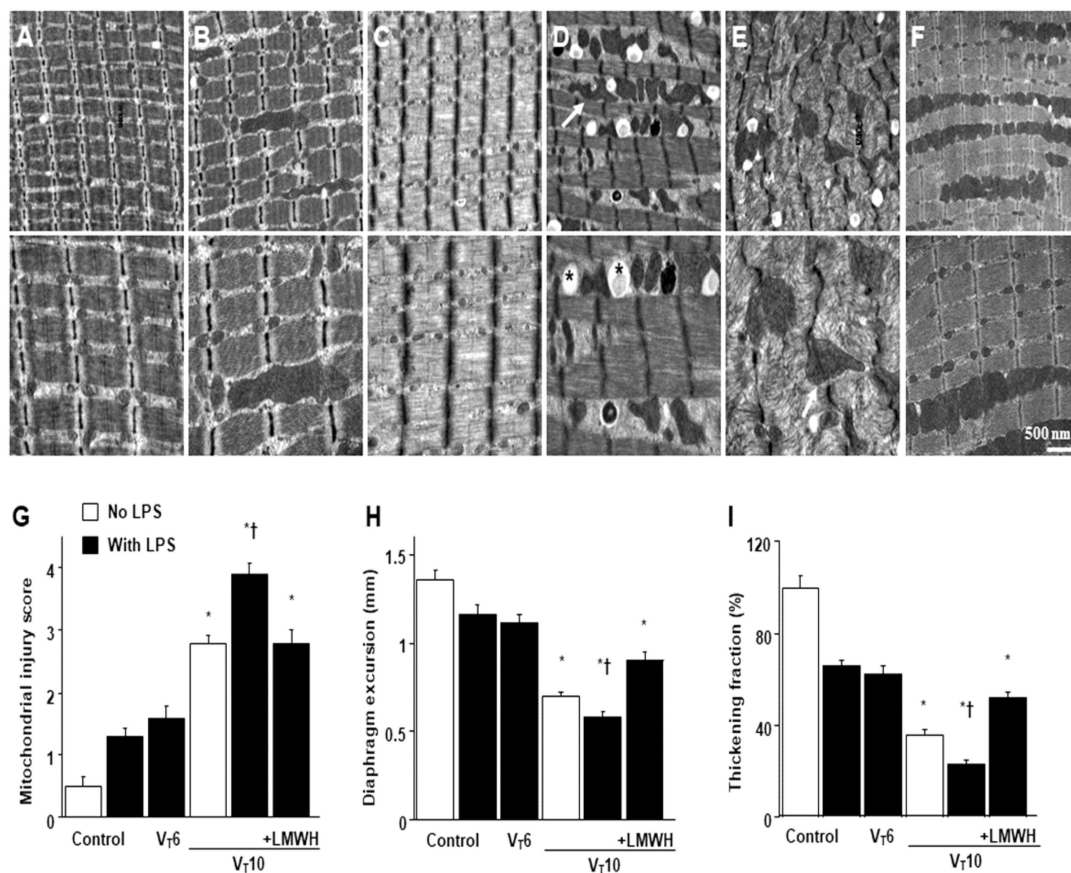 A B C D E F
* *
500 nm
G
No LPS
With LPS
Mitochondrial injury score
4
3
2
1
0
*
*†
*
Control
VT6
+LMWH
VT10
H
Diaphragm excursion (mm)
1.5
1
0.5
0
*
*†
*
Control
VT6
+LMWH
VT10
I
Thickening fraction (%)
120
80
40
0
*
*†
*
Control
VT6
+LMWH
VT10